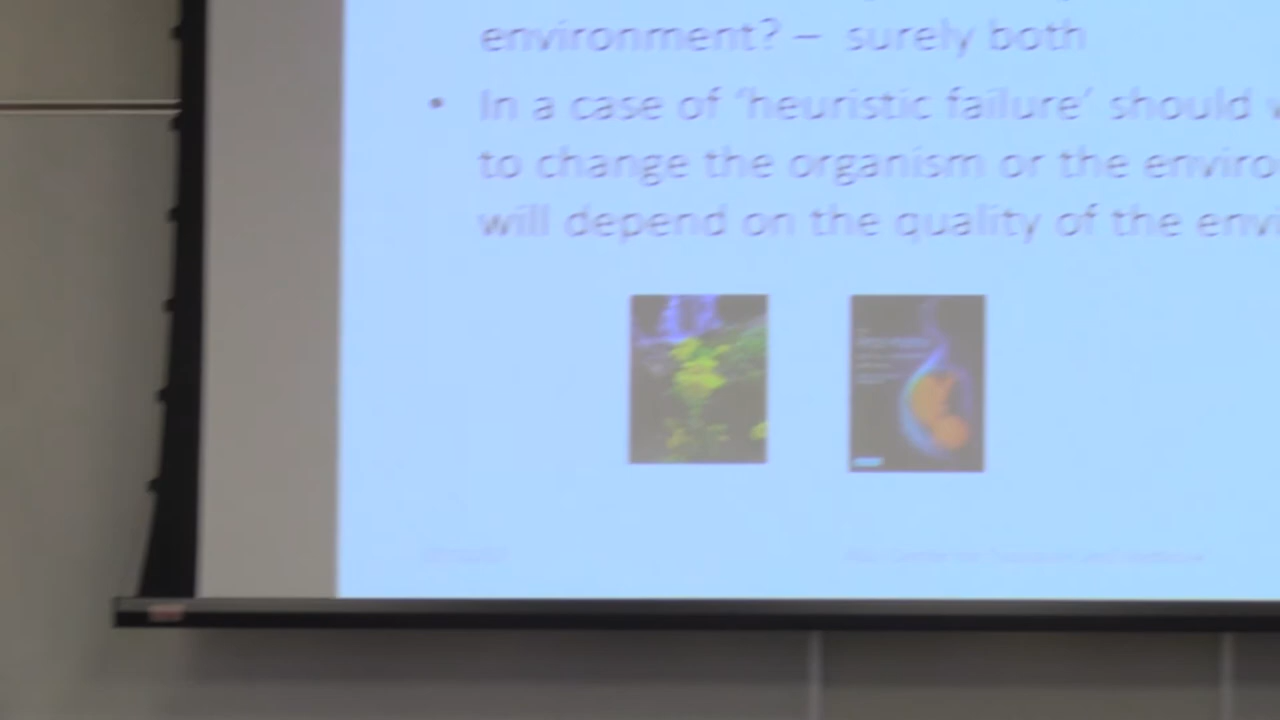 environment? – surely both
• In a case of ‘heuristic failure’ should
to change the organism or the enviro
will depend on the quality of the envi